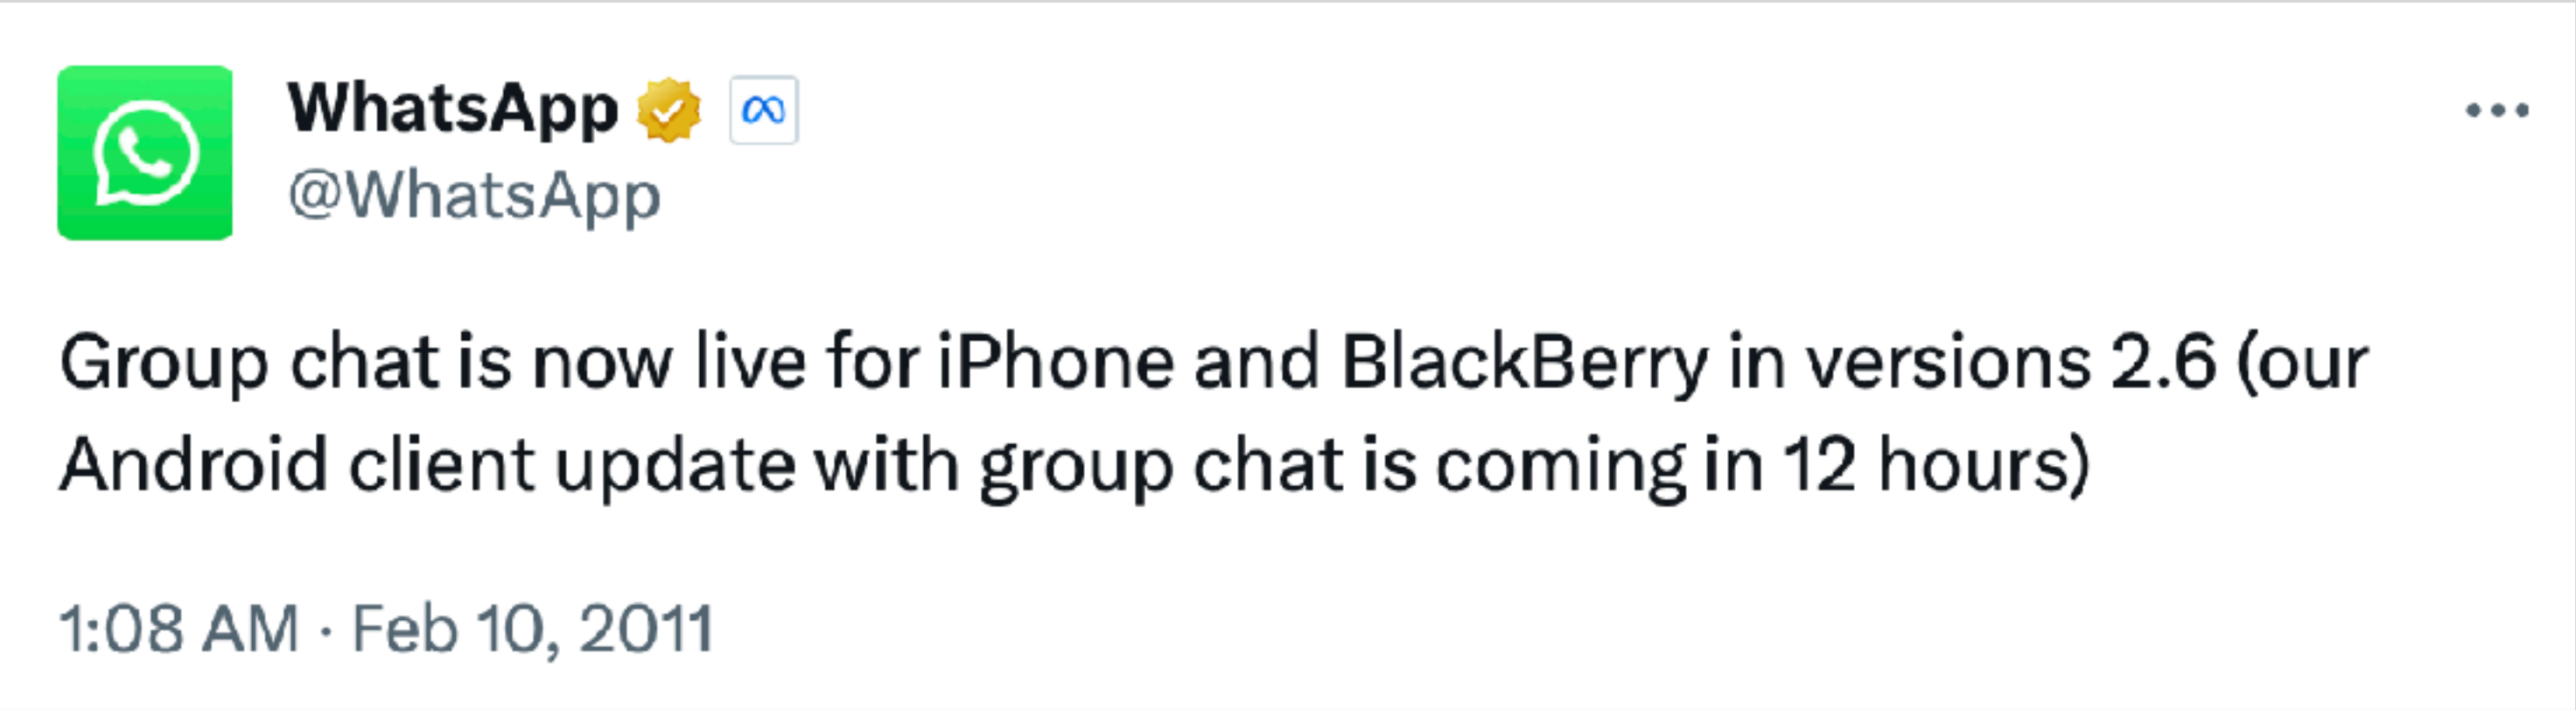 WhatsApp
@WhatsApp
Group chat is now live for iPhone and BlackBerry in versions 2.6 (our
Android client update with group chat is coming in 12 hours)
1:08 AM · Feb 10, 2011